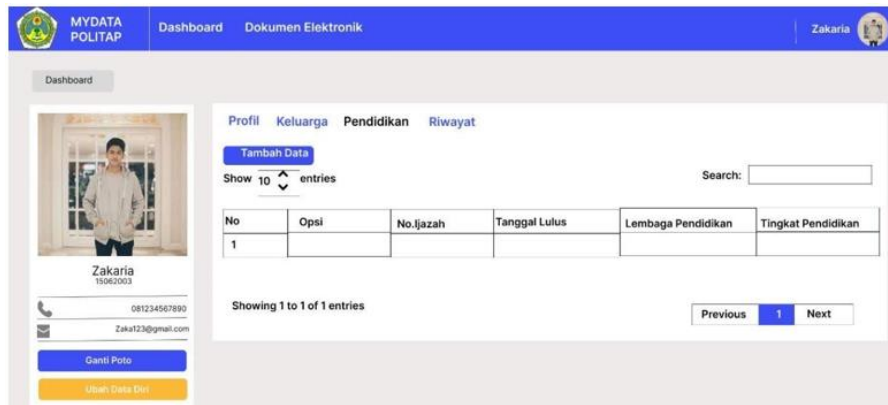 MYDATA
POLITAP
Dashboard Dokumen Elektronik
Zakaria
Dashboard
Profil Keluarga Pendidikan Riwayat
Tambah Data
Show 10 entries
Search:
No Opsi No.Ijazah Tanggal Lulus Lembaga Pendidikan Tingkat Pendidikan
1
Showing 1 to 1 of 1 entries
Previous 1 Next
Zakaria
15062003
081234567890
Zaka123@gmail.com
Ganti Poto
Ubah Data Diri